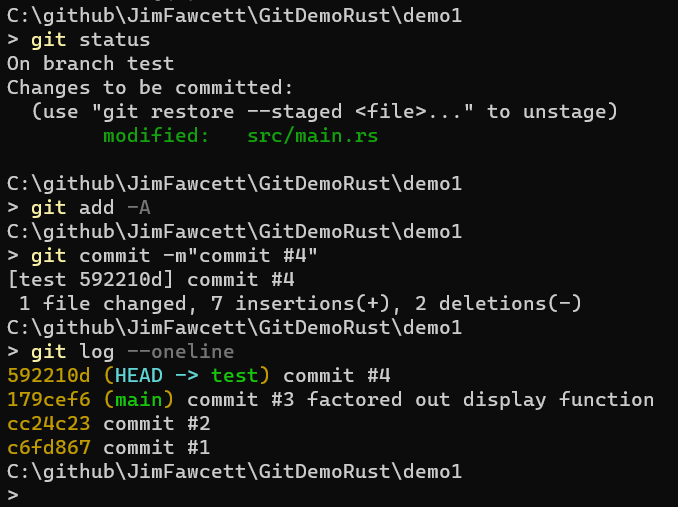 C:\github\JimFawcett\GitDemoRust\demo1
> git status
On branch test
Changes to be committed:
  (use "git restore --staged <file>..." to unstage)
        modified:   src/main.rs

C:\github\JimFawcett\GitDemoRust\demo1
> git add -A
C:\github\JimFawcett\GitDemoRust\demo1
> git commit -m"commit #4"
[test 592210d] commit #4
 1 file changed, 7 insertions(+), 2 deletions(-)
C:\github\JimFawcett\GitDemoRust\demo1
> git log --oneline
592210d (HEAD -> test) commit #4
179cef6 (main) commit #3 factored out display function
cc24c23 commit #2
c6fd867 commit #1
C:\github\JimFawcett\GitDemoRust\demo1
>